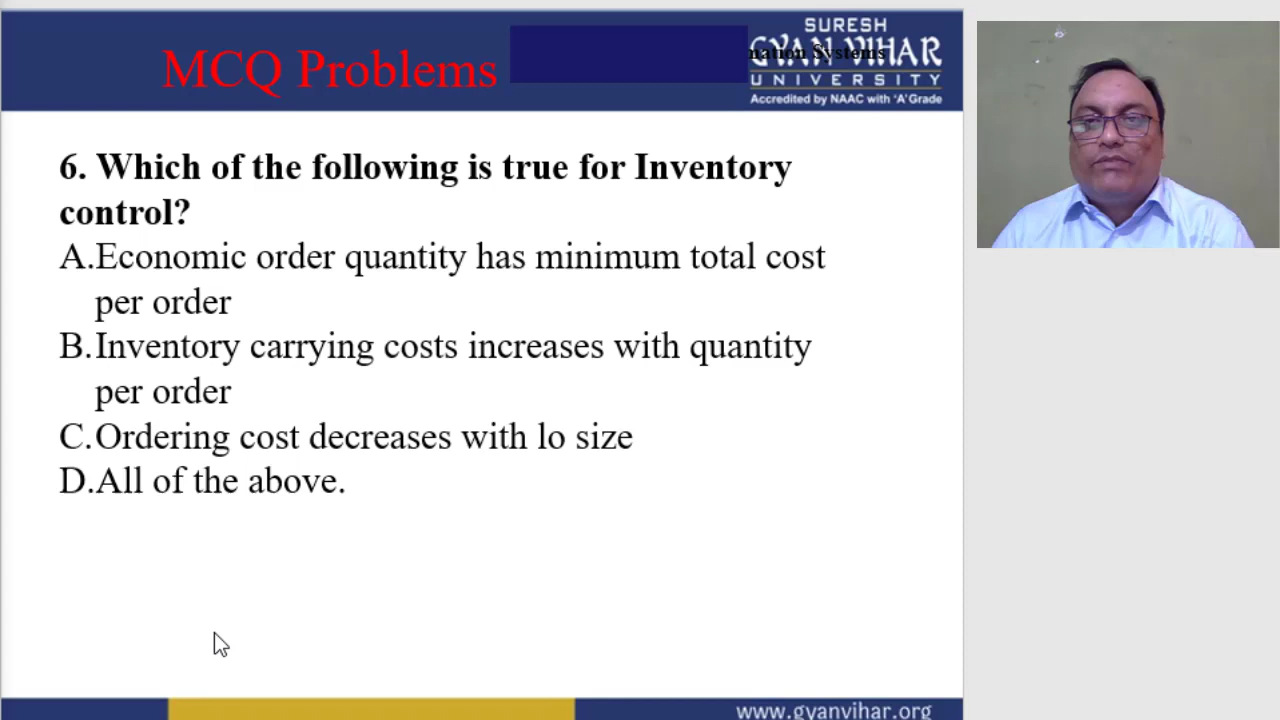 MCQ Problems
mation Systems
SURESH
GYAN VIHAR
UNIVERSITY
Accredited by NAAC with 'A' Grade
6. Which of the following is true for Inventory
control?
A.Economic order quantity has minimum total cost
per order
B.Inventory carrying costs increases with quantity
per order
C.Ordering cost decreases with lo size
D.All of the above.
www.gyanvihar.org